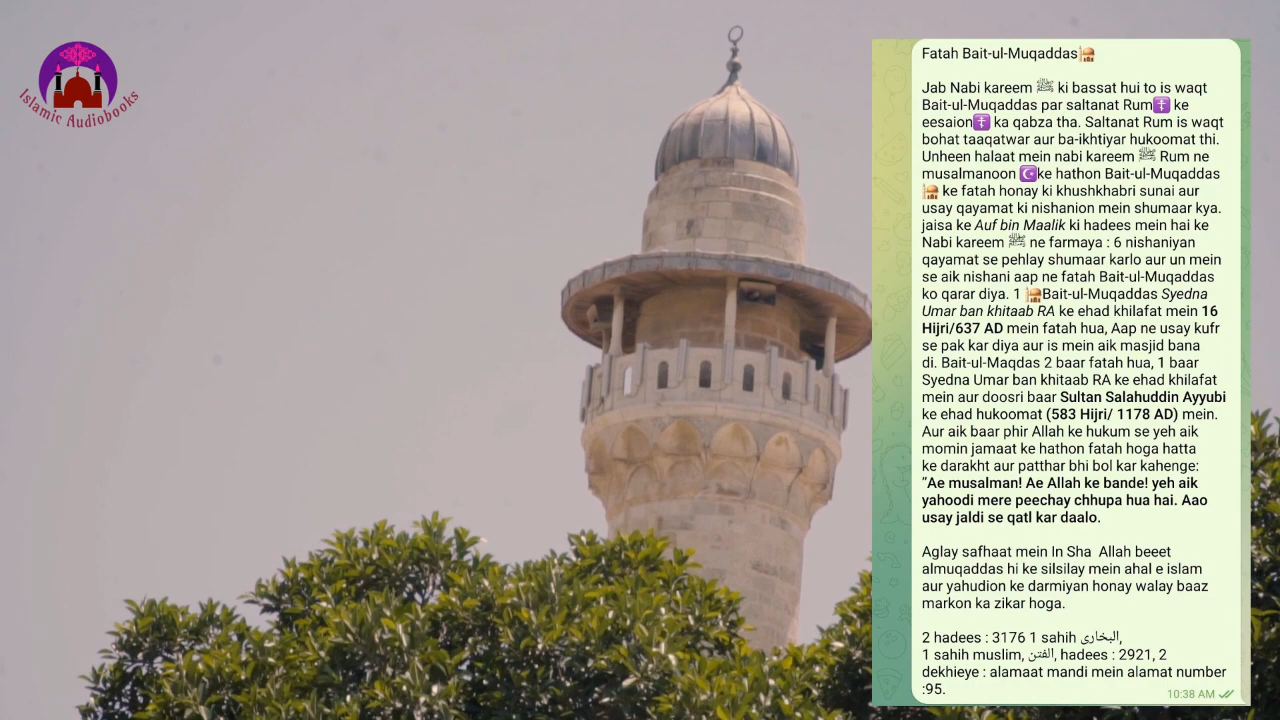 Islamic Audiobooks
Fatah Bait-ul-Muqaddas🕌
Jab Nabi kareem ﷺ ki bassat hui to is waqt
Bait-ul-Muqaddas par saltanat Rum✝️ ke
eesaion✝️ ka qabza tha. Saltanat Rum is waqt
bohat taaqatwar aur ba-ikhtiyar hukoomat thi.
Unheen halaat mein nabi kareem ﷺ Rum ne
musalmanoon ☪️ke hathon Bait-ul-Muqaddas
🕌 ke fatah honay ki khushkhabri sunai aur
usay qayamat ki nishanion mein shumaar kya.
jaisa ke Auf bin Maalik ki hadees mein hai ke
Nabi kareem ﷺ ne farmaya : 6 nishaniyan
qayamat se pehlay shumaar karlo aur un mein
se aik nishani aap ne fatah Bait-ul-Muqaddas
ko qarar diya. 1 🕌Bait-ul-Muqaddas Syedna
Umar ban khitaab RA ke ehad khilafat mein 16
Hijri/637 AD mein fatah hua, Aap ne usay kufr
se pak kar diya aur is mein aik masjid bana
di. Bait-ul-Maqdas 2 baar fatah hua, 1 baar
Syedna Umar ban khitaab RA ke ehad khilafat
mein aur doosri baar Sultan Salahuddin Ayyubi
ke ehad hukoomat (583 Hijri/ 1178 AD) mein.
Aur aik baar phir Allah ke hukum se yeh aik
momin jamaat ke hathon fatah hoga hatta
ke darakht aur patthar bhi bol kar kahenge:
"Ae musalman! Ae Allah ke bande! yeh aik
yahoodi mere peechay chhupa hua hai. Aao
usay jaldi se qatl kar daalo.
Aglay safhaat mein In Sha  Allah beeet
almuqaddas hi ke silsilay mein ahal e islam
aur yahudion ke darmiyan honay walay baaz
markon ka zikar hoga.
2 hadees : 3176 1 sahih البخاری,
1 sahih muslim, الفتن, hadees : 2921, 2
dekhieye : alamaat mandi mein alamat number
:95.
10:38 AM